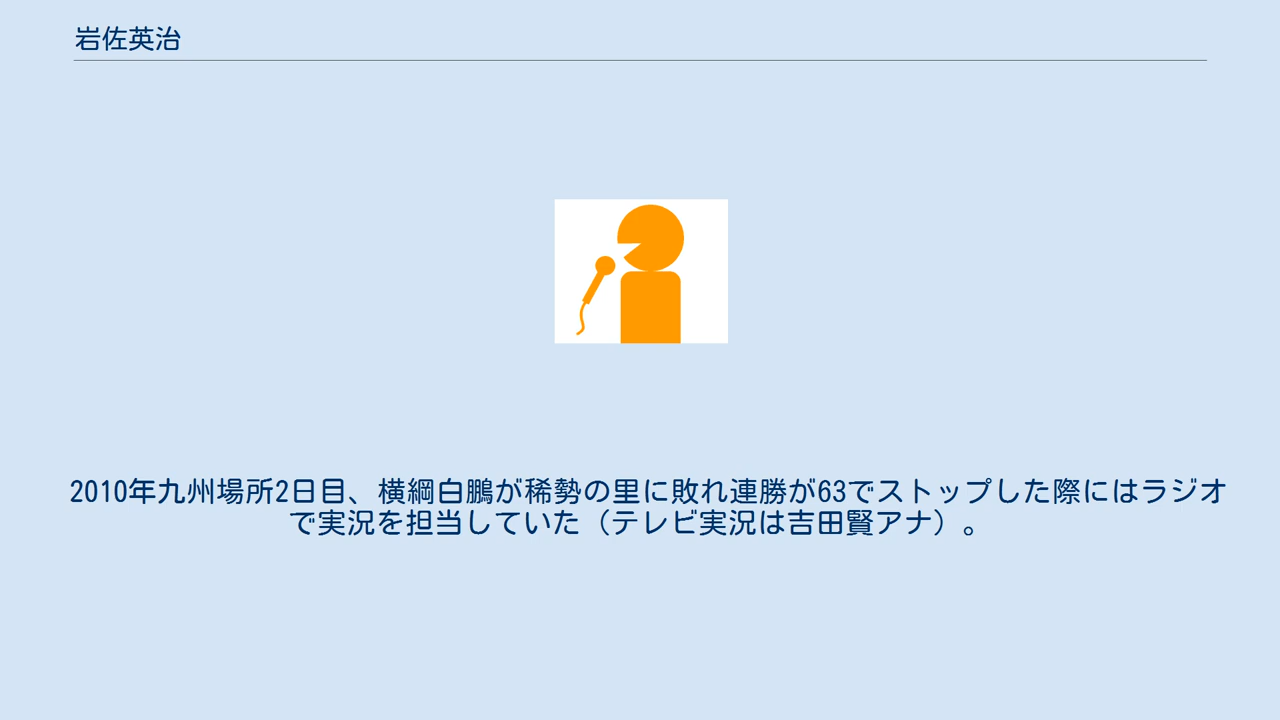 岩佐英治
2010年九州場所2日目、横綱白鵬が稀勢の里に敗れ連勝が63でストップした際にはラジオ
で実況を担当していた（テレビ実況は吉田賢アナ）。